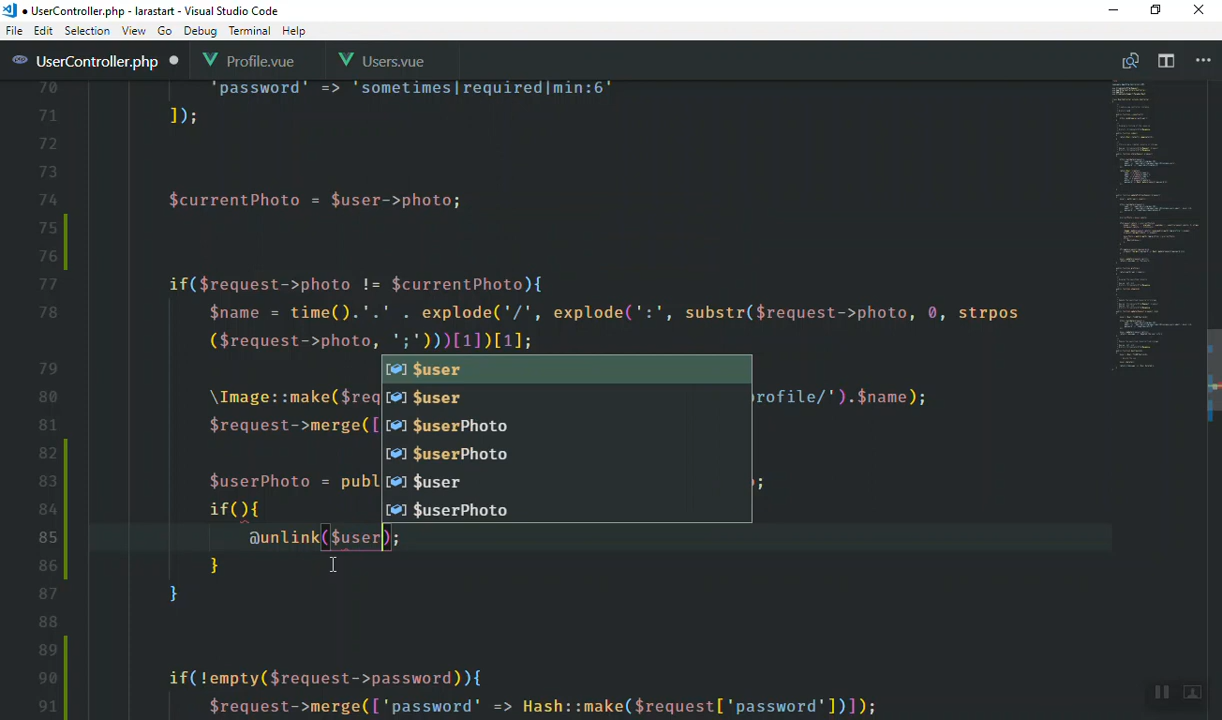 ● UserController.php - larastart - Visual Studio Code
File Edit Selection View Go Debug Terminal Help
UserController.php ● Profile.vue Users.vue
70 'password' => 'sometimes|required|min:6'
71 ]);
72
73
74 $currentPhoto = $user->photo;
75
76
77 if($request->photo != $currentPhoto){
78 $name = time().'.' . explode('/', explode(':', substr($request->photo, 0, strpos
($request->photo, ';')))[1])[1];
79
$user
80 \Image::make($req rofile/').$name);
$user
81 $request->merge([ $userPhoto
82 $userPhoto
83 $userPhoto = publ ;
$user
84 if(){
$userPhoto
85 @unlink($user);
86 }
87 }
88
89
90 if(!empty($request->password)){
91 $request->merge(['password' => Hash::make($request['password'])]);